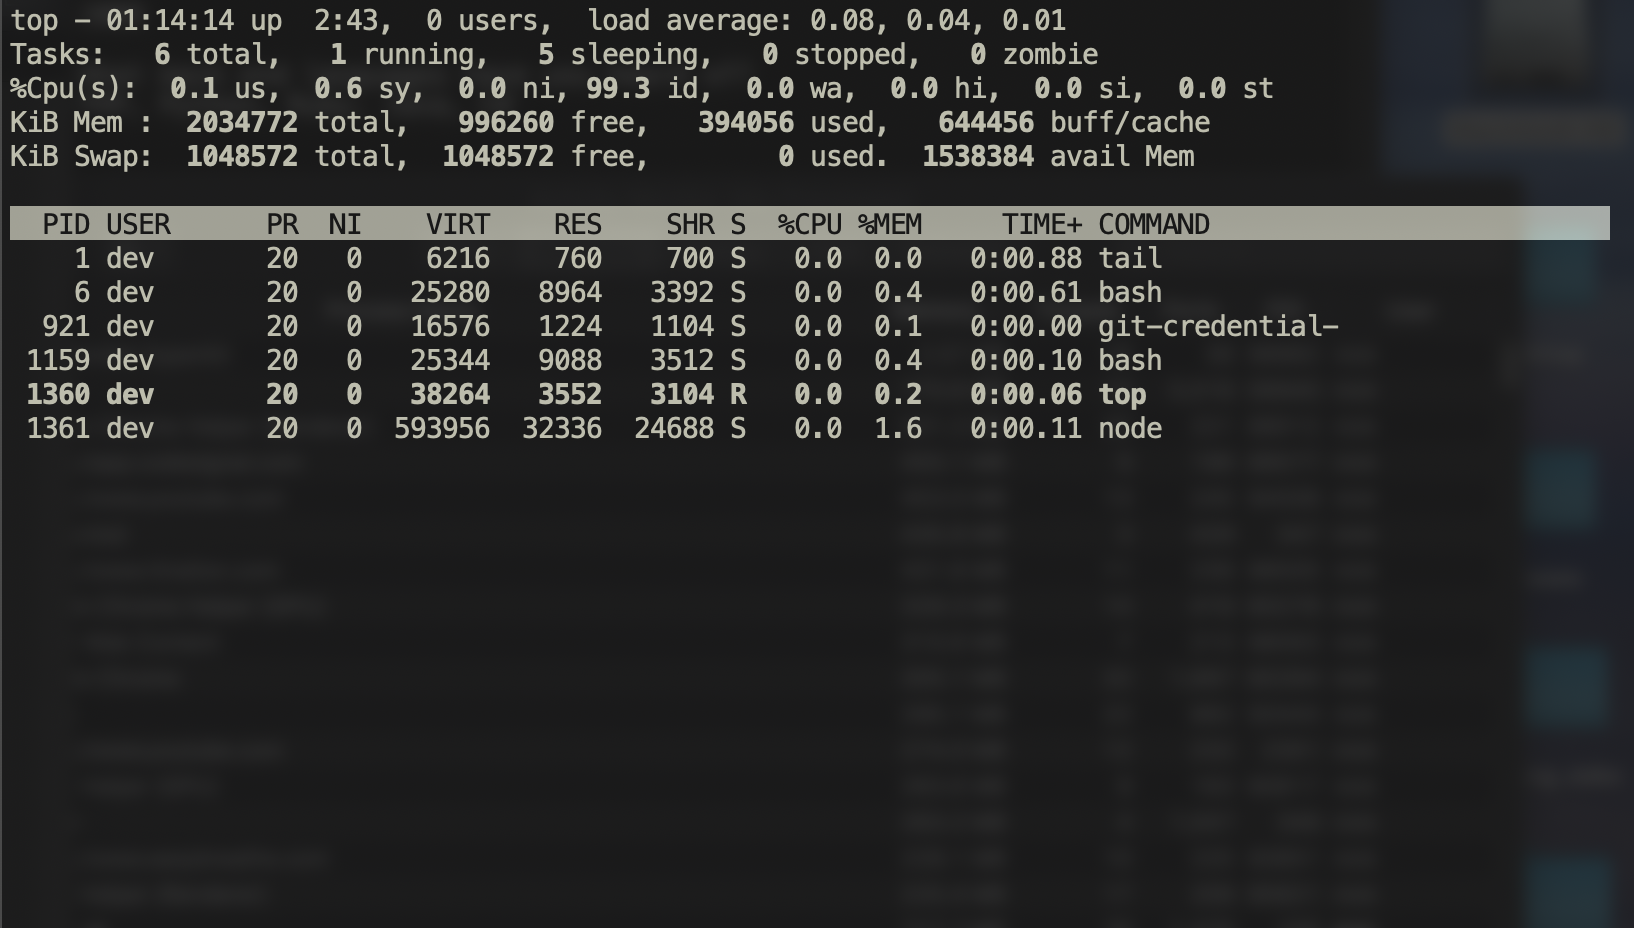 top - 01:14:14 up  2:43,  0 users,  load average: 0.08, 0.04, 0.01
Tasks:   6 total,   1 running,   5 sleeping,   0 stopped,   0 zombie
%Cpu(s):  0.1 us,  0.6 sy,  0.0 ni, 99.3 id,  0.0 wa,  0.0 hi,  0.0 si,  0.0 st
KiB Mem :  2034772 total,   996260 free,   394056 used,   644456 buff/cache
KiB Swap:  1048572 total,  1048572 free,        0 used.  1538384 avail Mem
  PID USER      PR  NI    VIRT    RES    SHR S  %CPU %MEM     TIME+ COMMAND
    1 dev       20   0    6216    760    700 S   0.0  0.0   0:00.88 tail
    6 dev       20   0   25280   8964   3392 S   0.0  0.4   0:00.61 bash
  921 dev       20   0   16576   1224   1104 S   0.0  0.1   0:00.00 git-credential-
 1159 dev       20   0   25344   9088   3512 S   0.0  0.4   0:00.10 bash
 1360 dev       20   0   38264   3552   3104 R   0.0  0.2   0:00.06 top
 1361 dev       20   0  593956  32336  24688 S   0.0  1.6   0:00.11 node